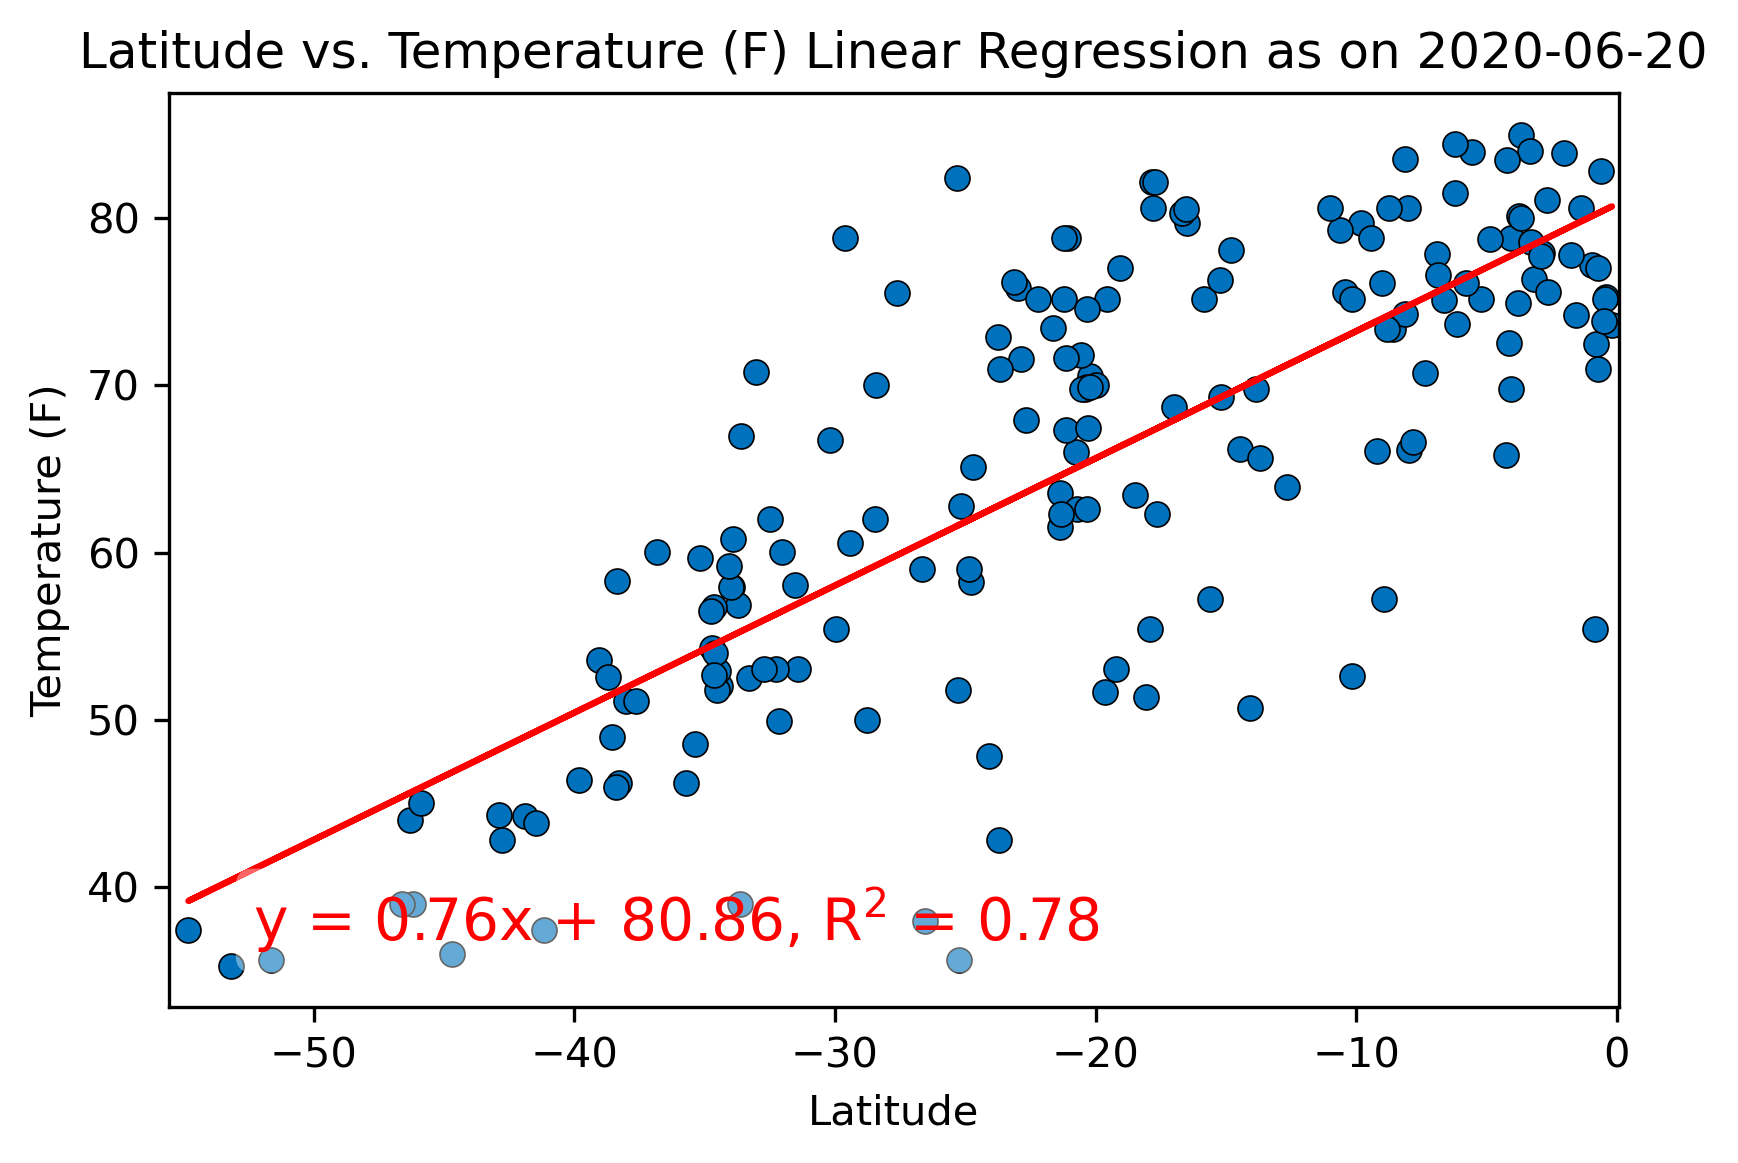 Latitude vs. Temperature (F) Linear Regression as on 2020-06-20
Temperature (F)
80
70
60
50
40
y = 0.76x + 80.86, R² = 0.78
−50 −40 −30 −20 −10 0
Latitude